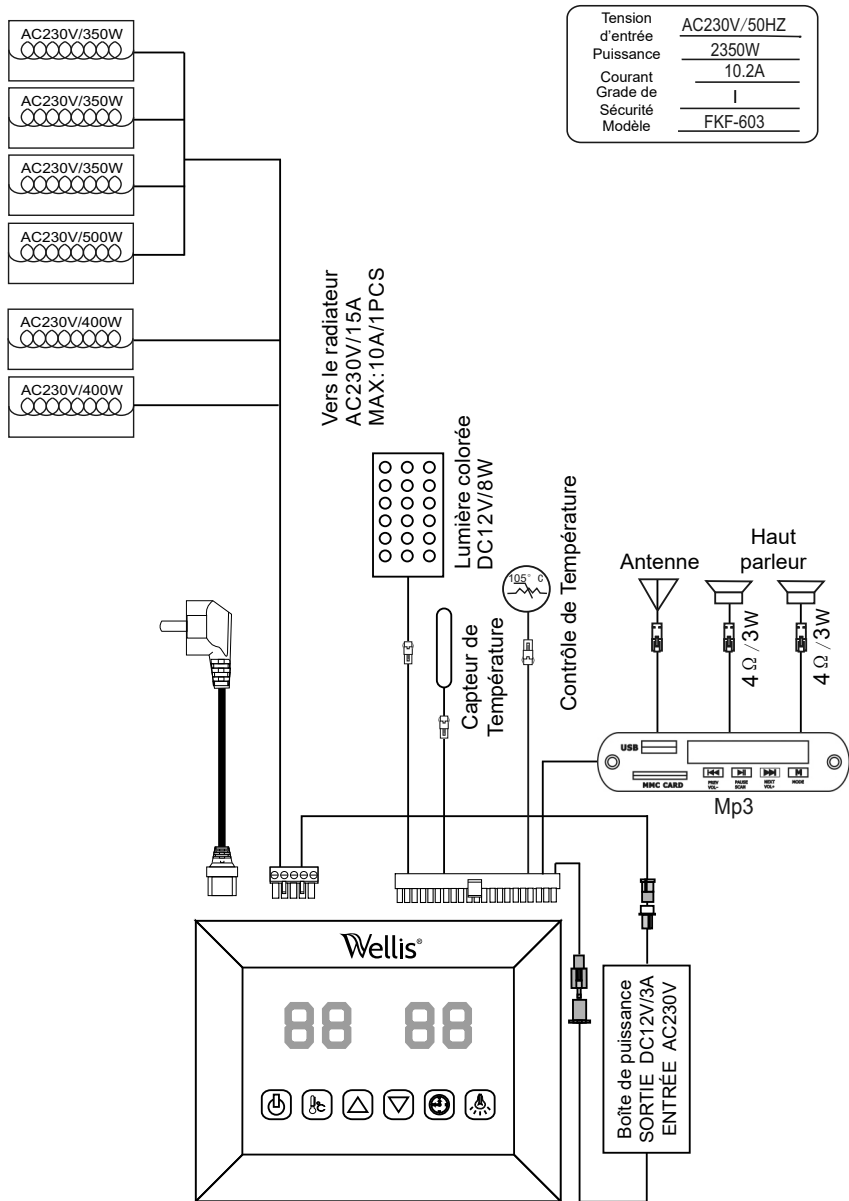 AC230V/350W
AC230V/350W
AC230V/350W
AC230V/500W
AC230V/400W
AC230V/400W
Tension d'entrée AC230V/50HZ
Puissance 2350W
Courant 10.2A
Grade de Sécurité I
Modèle FKF-603
Vers le radiateur
AC230V/15A
MAX:10A/1PCS
Lumière colorée
DC12V/8W
Capteur de
Température
105° C
Contrôle de Température
Antenne
Haut
parleur
4 Ω/3W
4 Ω/3W
USB
MMC CARD
PREV
VOL-
PAUSE
SCAN
NEXT
VOL+
M
MODE
Mp3
Wellis®
88 88
°C
Boîte de puissance
SORTIE DC12V/3A
ENTRÉE AC230V